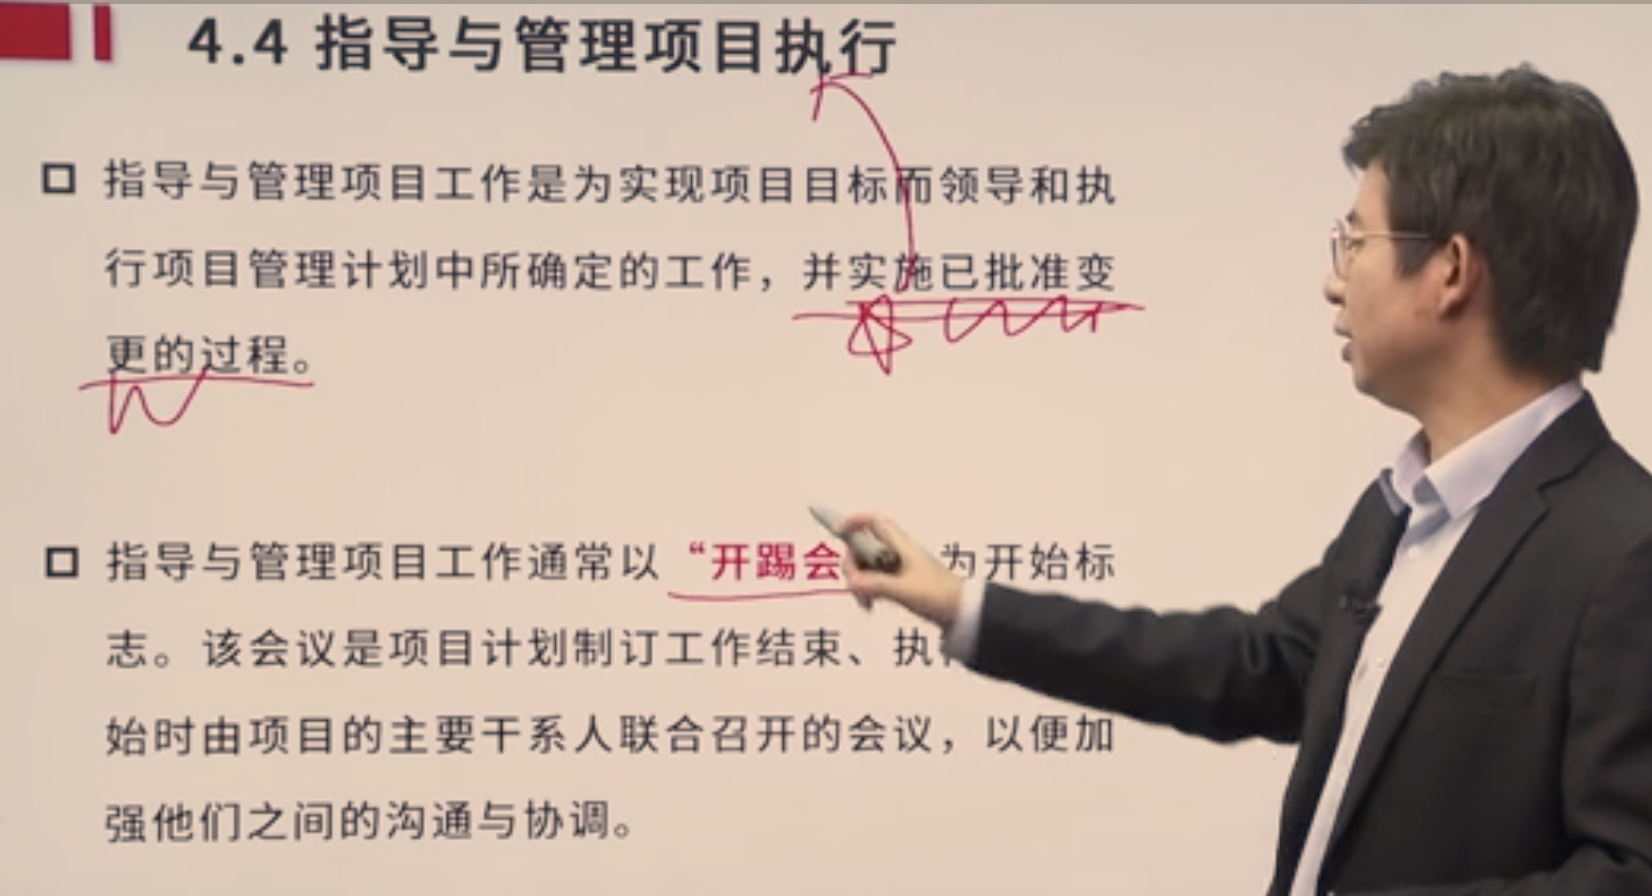 4.4 指导与管理项目执行
指导与管理项目工作是为实现项目目标而领导和执
行项目管理计划中所确定的工作，并实施已批准变
更的过程。
指导与管理项目工作通常以“开踢会 为开始标
志。该会议是项目计划制订工作结束、执
始时由项目的主要干系人联合召开的会议，以便加
强他们之间的沟通与协调。